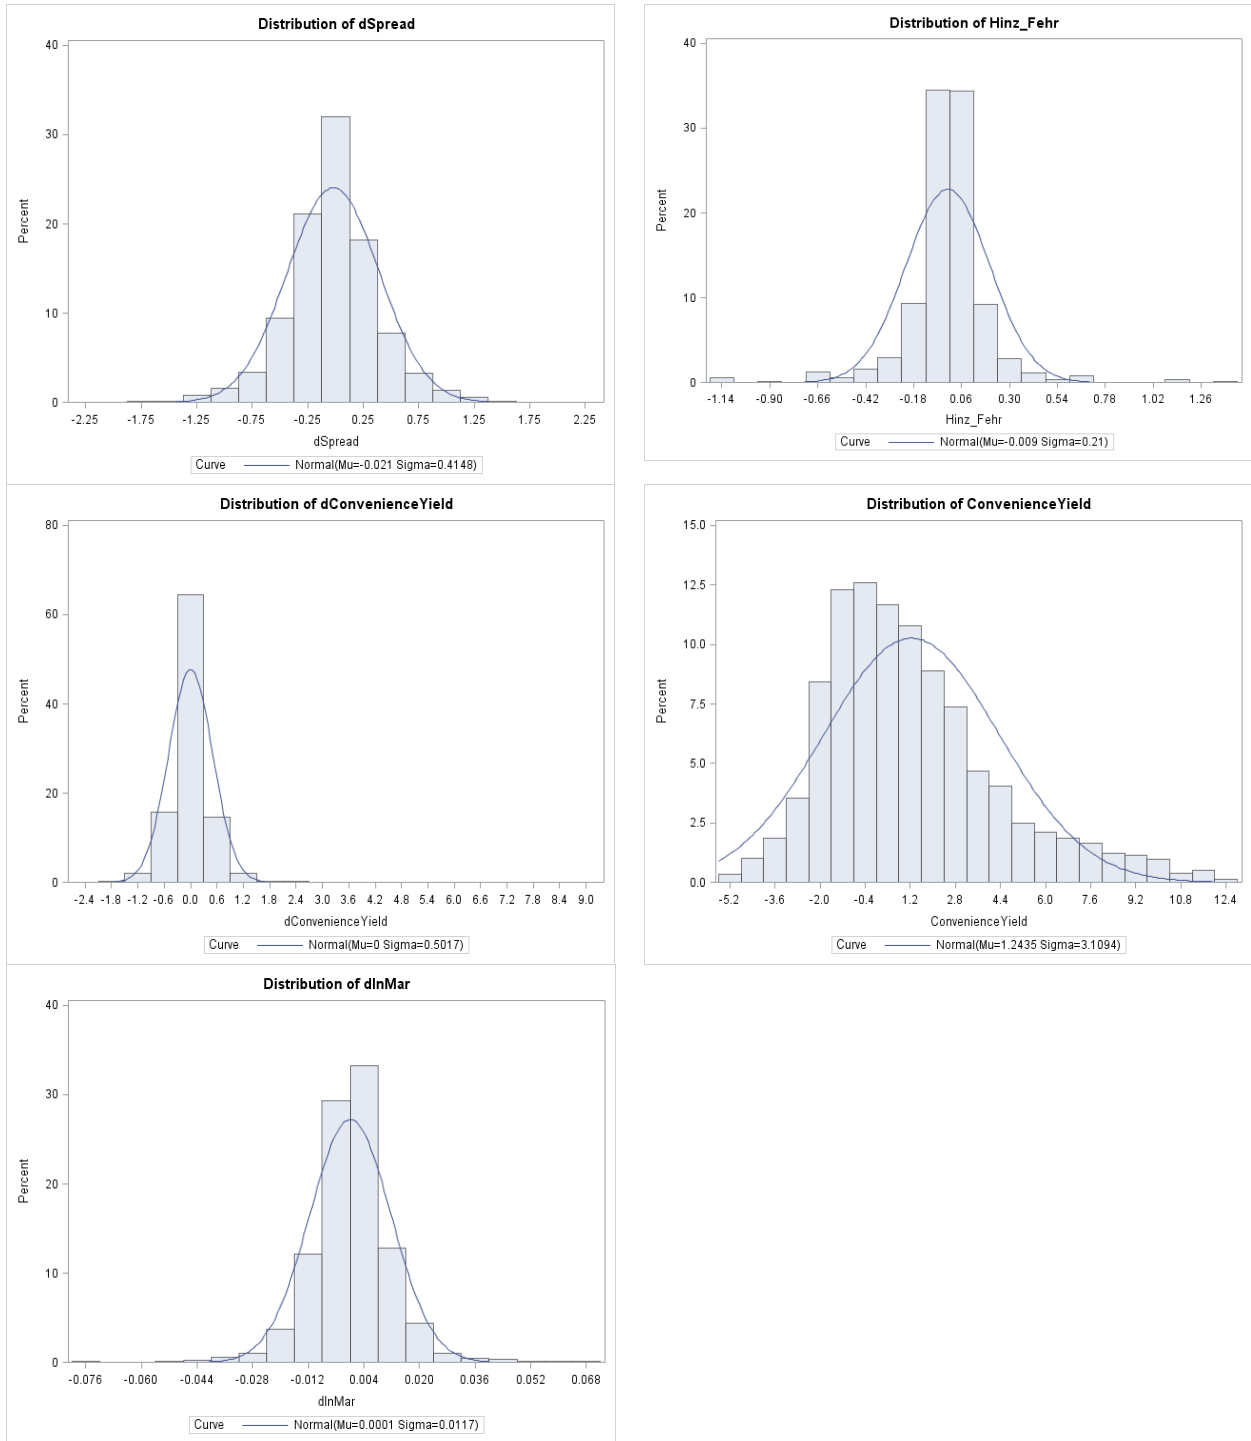 Distribution of dSpread
40
30
20
10
0
Percent
-2.25 -1.75 -1.25 -0.75 -0.25 0.25 0.75 1.25 1.75 2.25
dSpread
Curve Normal(Mu=-0.021 Sigma=0.4148)
Distribution of Hinz_Fehr
40
30
20
10
0
Percent
-1.14 -0.90 -0.66 -0.42 -0.18 0.06 0.30 0.54 0.78 1.02 1.26
Hinz_Fehr
Curve Normal(Mu=-0.009 Sigma=0.21)
Distribution of dConvenienceYield
80
60
40
20
0
Percent
-2.4 -1.8 -1.2 -0.6 0.0 0.6 1.2 1.8 2.4 3.0 3.6 4.2 4.8 5.4 6.0 6.6 7.2 7.8 8.4 9.0
dConvenienceYield
Curve Normal(Mu=0 Sigma=0.5017)
Distribution of ConvenienceYield
15.0
12.5
10.0
7.5
5.0
2.5
0.0
Percent
-5.2 -3.6 -2.0 -0.4 1.2 2.8 4.4 6.0 7.6 9.2 10.8 12.4
ConvenienceYield
Curve Normal(Mu=1.2435 Sigma=3.1094)
Distribution of dlnMar
40
30
20
10
0
Percent
-0.076 -0.060 -0.044 -0.028 -0.012 0.004 0.020 0.036 0.052 0.068
dlnMar
Curve Normal(Mu=0.0001 Sigma=0.0117)